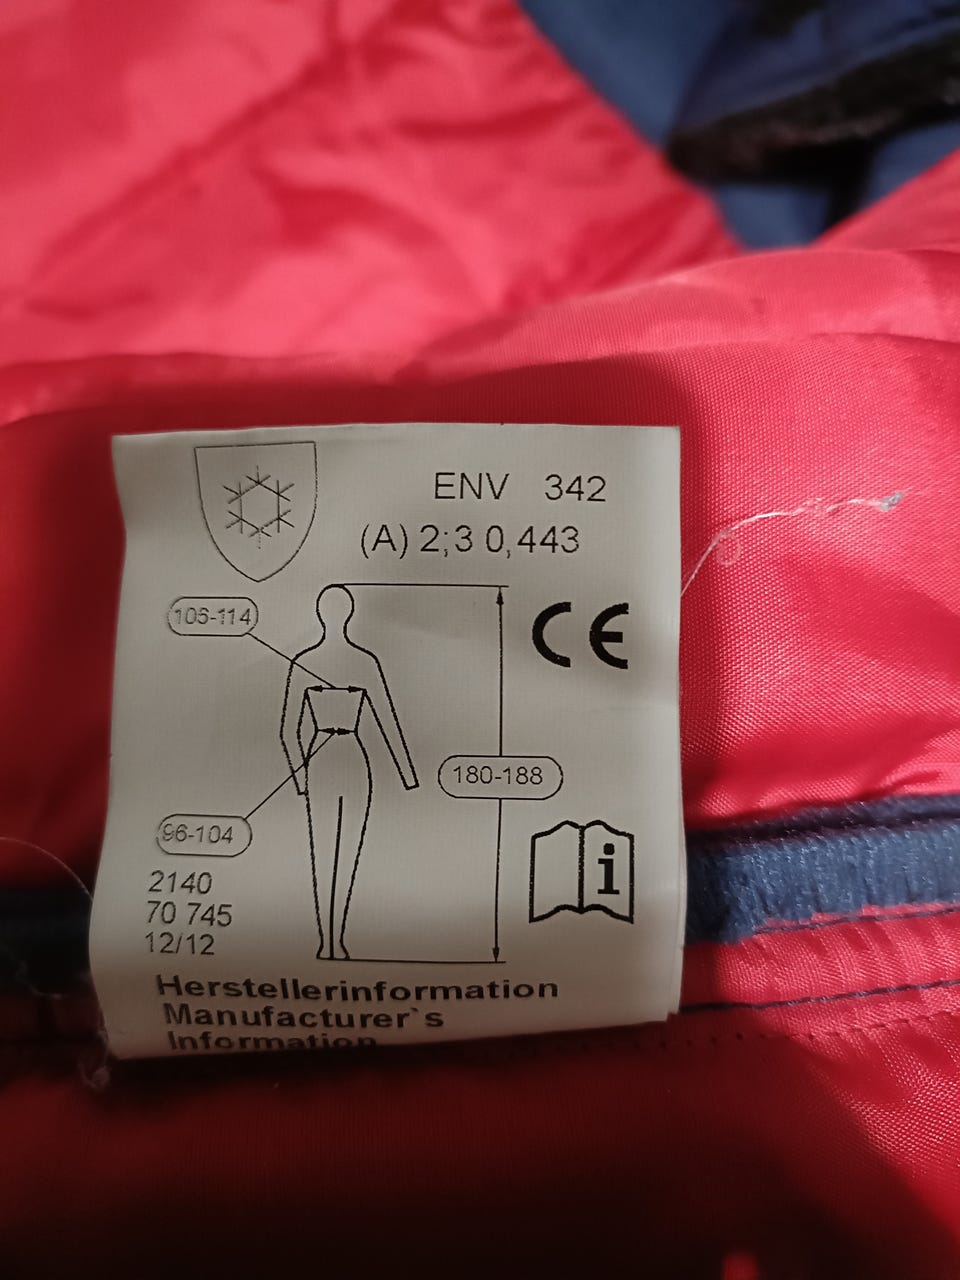 ENV 342
(A) 2;3 0,443
106-114
CE
180-188
96-104
i
2140
70 745
12/12
Herstellerinformation
Manufacturer`s
Information